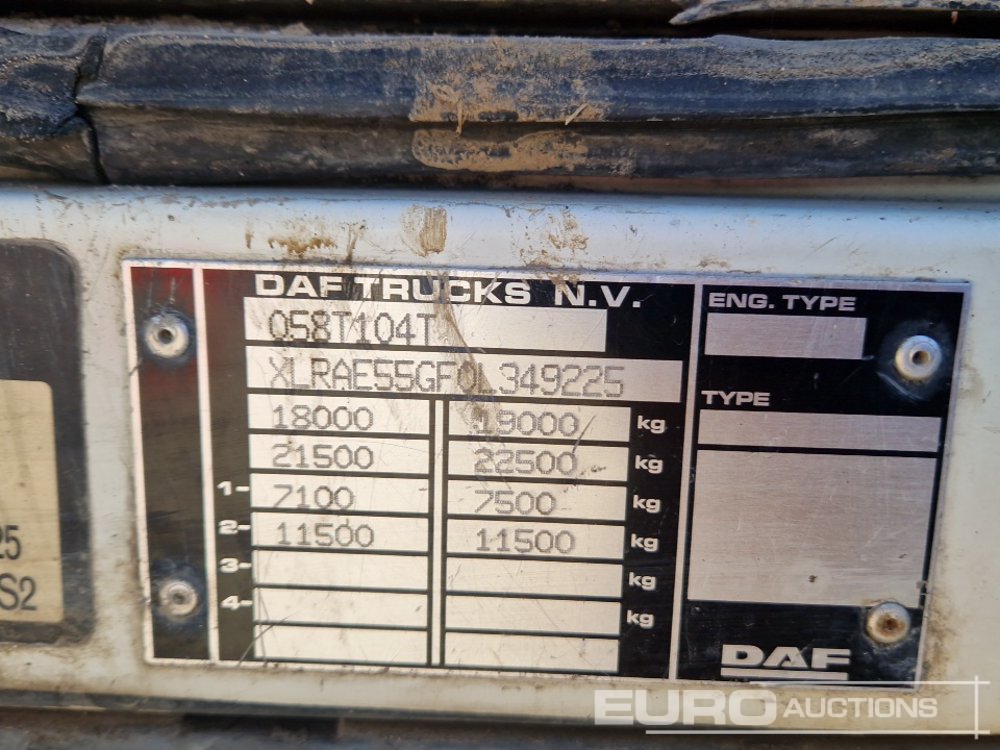 DAF TRUCKS N.V.
058T104T
XLRAE55GF0L349225
18000 19000 kg
21500 22500 kg
1- 7100 7500 kg
2- 11500 11500 kg
3- kg
4- kg
ENG. TYPE
TYPE
DAF
25
S2
EURO AUCTIONS